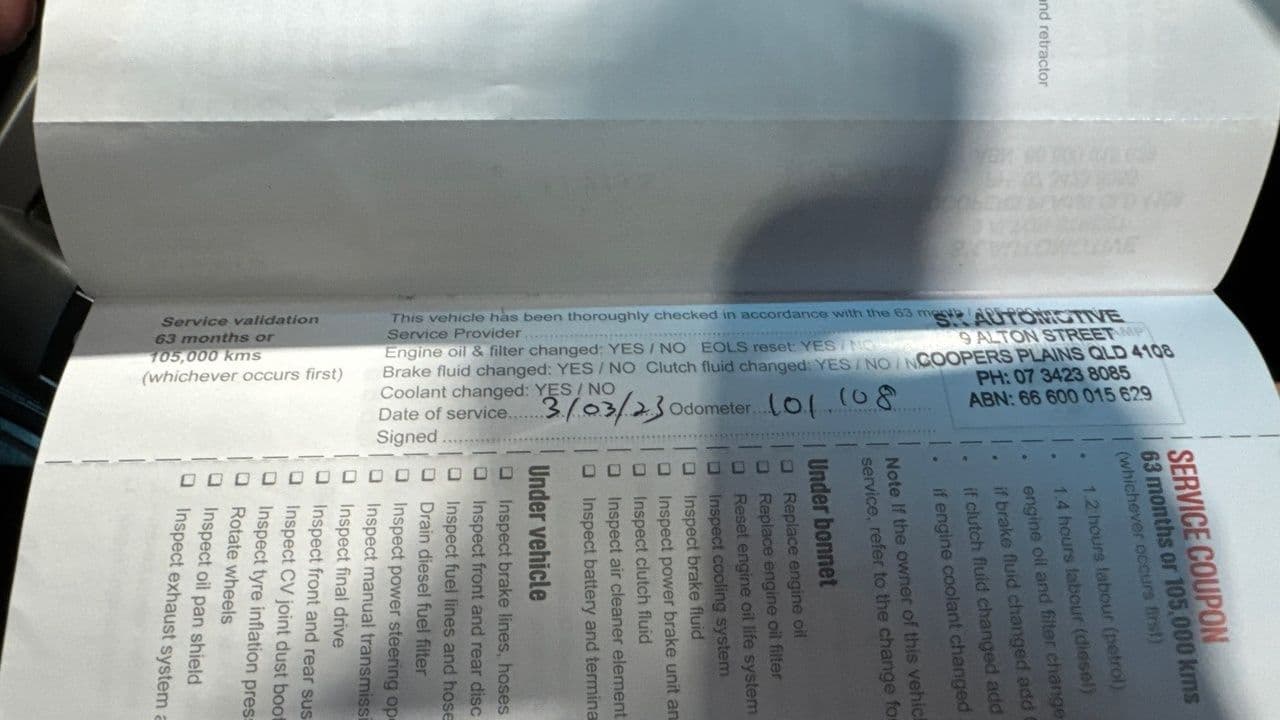 nd retractor
Service validation
63 months or
105,000 kms
(whichever occurs first)
This vehicle has been thoroughly checked in accordance with the 63
Service Provider
Engine oil & filter changed: YES / NO EOLS reset: YES / NO
Brake fluid changed: YES / NO Clutch fluid changed: YES / NO / N
Coolant changed: YES / NO
Date of service......3/03/23 Odometer...101.108
Signed
AUTOMOTIVE
9 ALTON STREET
COOPERS PLAINS QLD 4108
PH: 07 3423 8085
ABN: 66 600 015 629
SERVICE COUPON
63 months or 105,000 kms
(whichever occurs first)
• 1.2 hours labour (petrol)
• 1.4 hours labour (diesel)
• engine oil and filter change
• if brake fluid changed add
• if clutch fluid changed add
• if engine coolant changed
Note If the owner of this vehicl
service, refer to the change fo
Under bonnet
☐ Replace engine oil
☐ Replace engine oil filter
☐ Reset engine oil life system
☐ Inspect cooling system
☐ Inspect brake fluid
☐ Inspect power brake unit an
☐ Inspect clutch fluid
☐ Inspect air cleaner element
☐ Inspect battery and termina
Under vehicle
☐ Inspect brake lines, hoses
☐ Inspect front and rear disc
☐ Inspect fuel lines and hose
☐ Drain diesel fuel filter
☐ Inspect power steering op
☐ Inspect manual transmiss
☐ Inspect final drive
☐ Inspect front and rear sus
☐ Inspect CV joint dust boot
☐ Inspect tyre inflation pres
☐ Rotate wheels
☐ Inspect oil pan shield
☐ Inspect exhaust system a